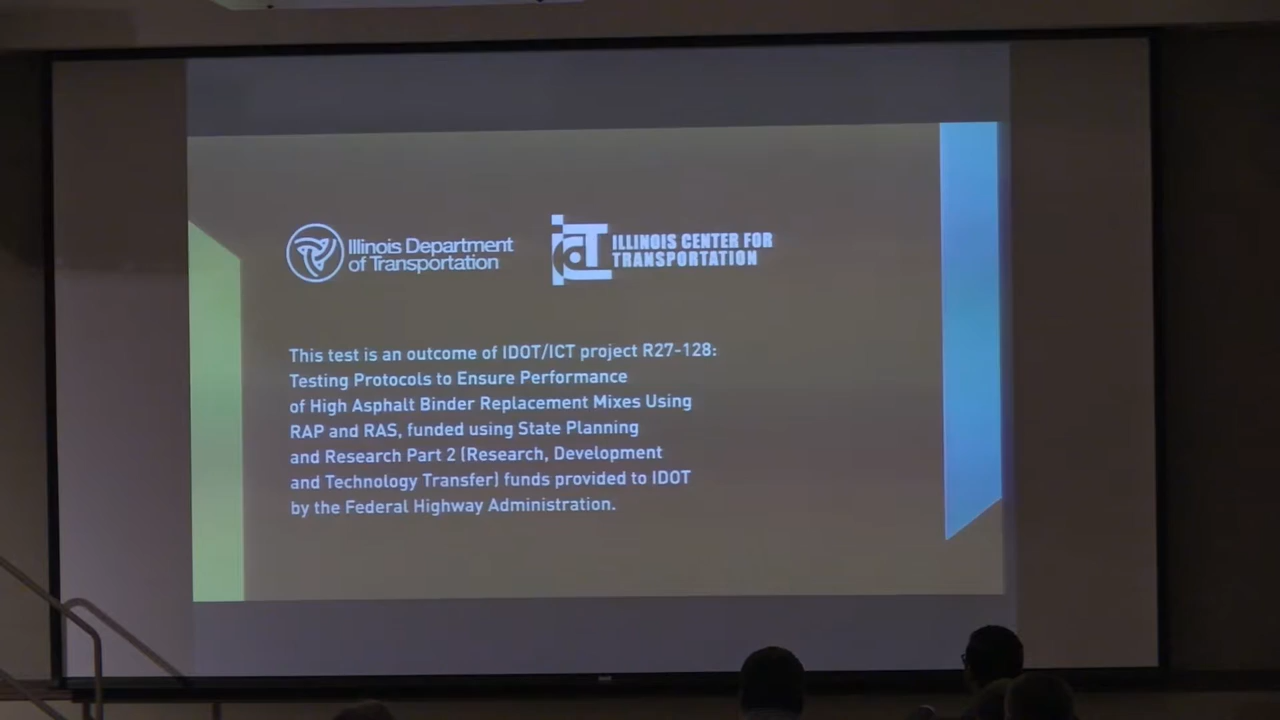 Illinois Department
of Transportation
ICT
ILLINOIS CENTER FOR
TRANSPORTATION
This test is an outcome of IDOT/ICT project R27-128:
Testing Protocols to Ensure Performance
of High Asphalt Binder Replacement Mixes Using
RAP and RAS, funded using State Planning
and Research Part 2 (Research, Development
and Technology Transfer) funds provided to IDOT
by the Federal Highway Administration.